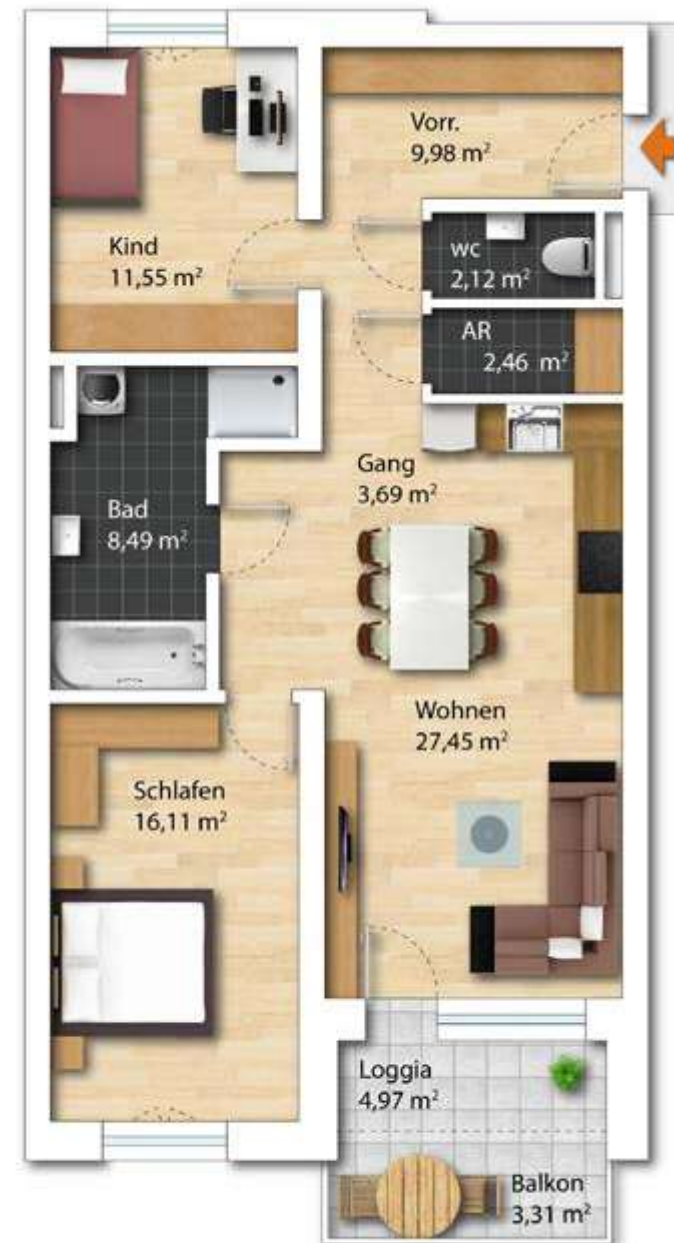 Vorr.
9,98 m²
Kind
11,55 m²
wc
2,12 m²
AR
2,46 m²
Gang
3,69 m²
Bad
8,49 m²
Wohnen
27,45 m²
Schlafen
16,11 m²
Loggia
4,97 m²
Balkon
3,31 m²